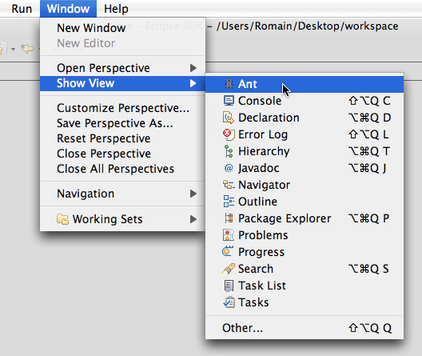 Run Window Help
Eclipse SDK - /Users/Romain/Desktop/workspace
New Window
New Editor
Open Perspective
Show View
Customize Perspective...
Save Perspective As...
Reset Perspective
Close Perspective
Close All Perspectives
Navigation
Working Sets
Ant
Console ⇧⌥Q C
Declaration ⌥⌘Q D
Error Log ⇧⌥Q L
Hierarchy ⌥⌘Q T
Javadoc ⌥⌘Q J
Navigator
Outline
Package Explorer ⌥⌘Q P
Problems
Progress
Search ⌥⌘Q S
Task List
Tasks
Other... ⇧⌥Q Q